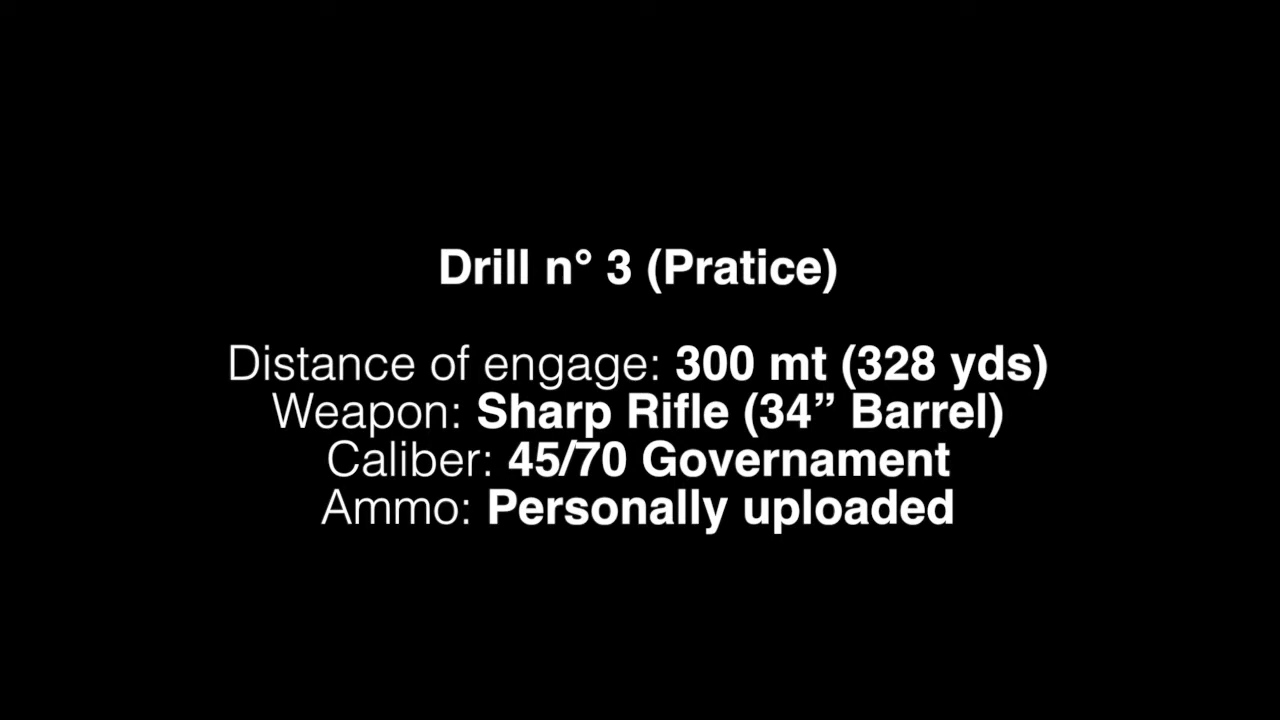 Drill n° 3 (Pratice)
Distance of engage: 300 mt (328 yds)
Weapon: Sharp Rifle (34” Barrel)
Caliber: 45/70 Governament
Ammo: Personally uploaded